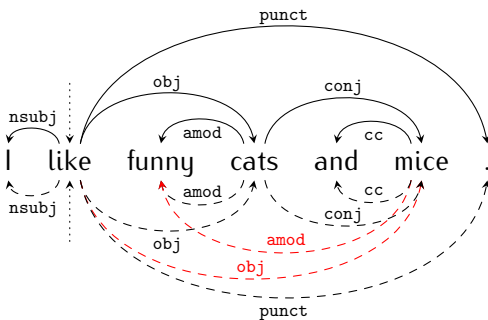 punct
obj
conj
nsubj
amod
cc
I like funny cats and mice .
nsubj
amod
cc
obj
conj
amod
obj
punct